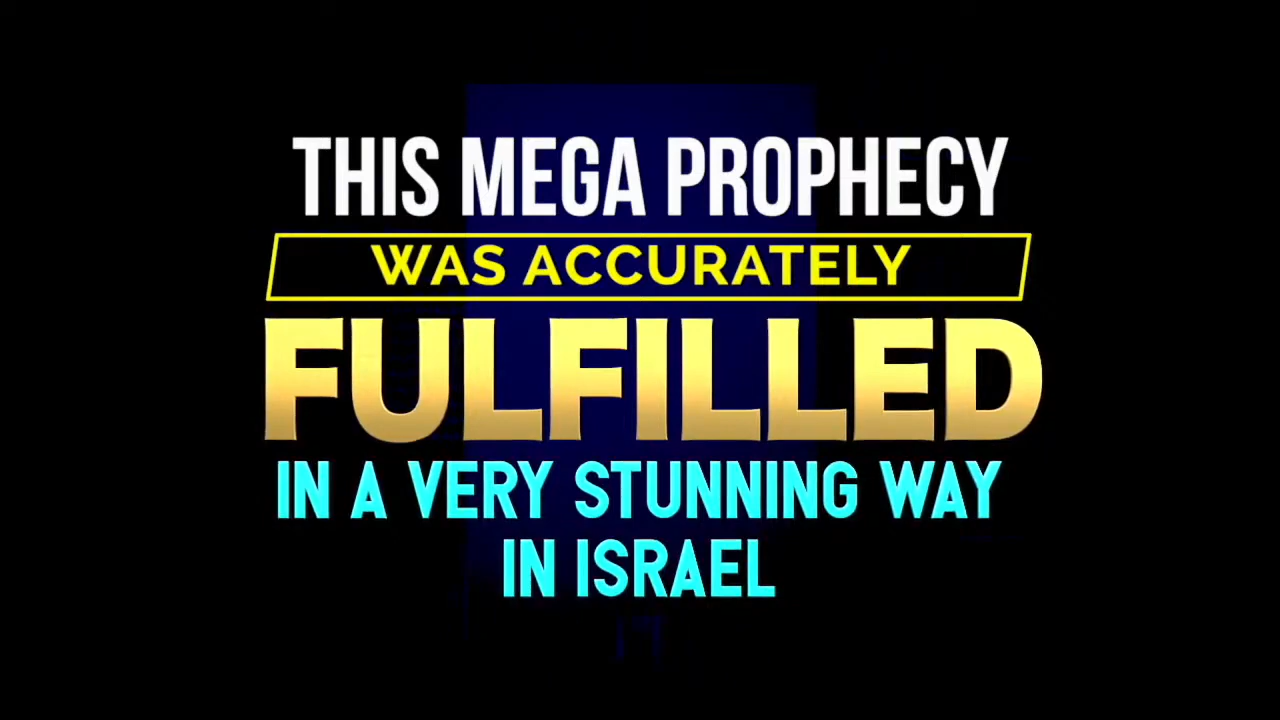 THIS MEGA PROPHECY
WAS ACCURATELY
FULFILLED
IN A VERY STUNNING WAY
IN ISRAEL